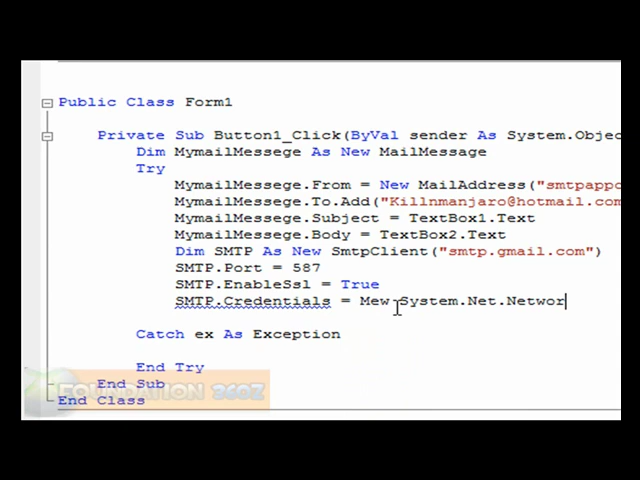 Public Class Form1
Private Sub Button1_Click(ByVal sender As System.Objec
Dim MymailMessege As New MailMessage
Try
MymailMessege.From = New MailAddress("smtpappo
MymailMessege.To.Add("Killnmanjaro@hotmail.com
MymailMessege.Subject = TextBox1.Text
Mymailmessege.Body = TextBox2.Text
Dim SMTP As New SmtpClient("smtp.gmail.com")
SMTP.Port = 587
SMTP.EnableSsl = True
SMTP.Credentials = Mew System.Net.Networ
Catch ex As Exception
End Try
End Sub
FOUNDATION 360Z
End Class